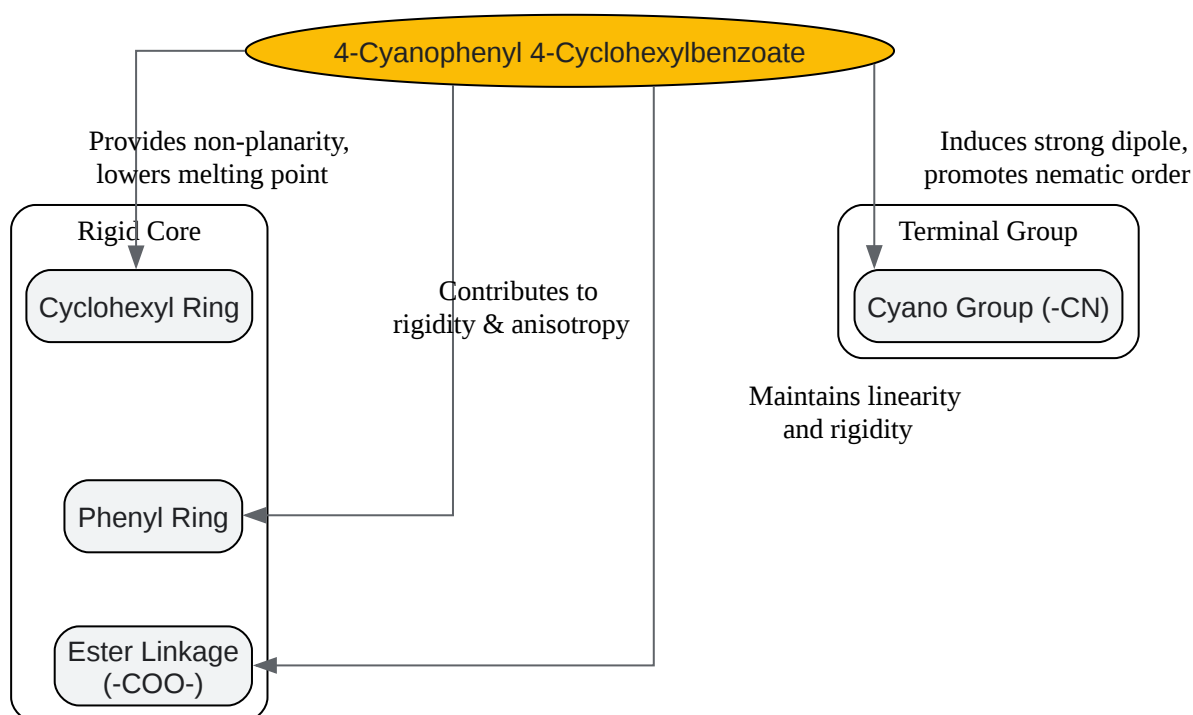 4-Cyanophenyl 4-Cyclohexylbenzoate
Provides non-planarity,
lowers melting point
Induces strong dipole,
promotes nematic order
Rigid Core
Terminal Group
Cyclohexyl Ring
Contributes to
rigidity & anisotropy
Cyano Group (-CN)
Maintains linearity
and rigidity
Phenyl Ring
Ester Linkage
(-COO-)